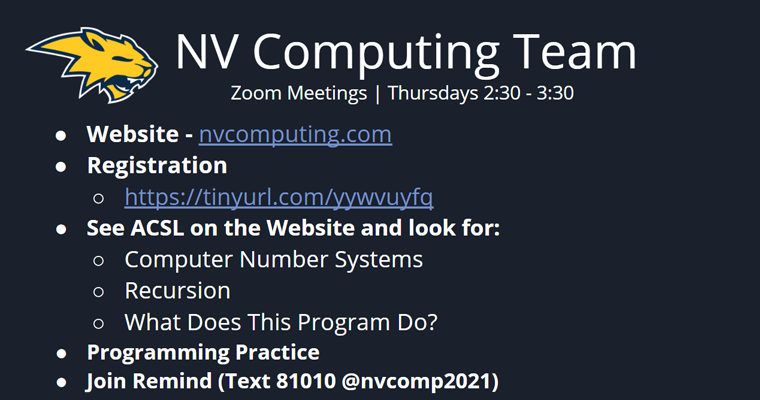 NV Computing Team
Zoom Meetings | Thursdays 2:30 - 3:30
● Website - nvcomputing.com
● Registration
○ https://tinyurl.com/yywvuyfq
● See ACSL on the Website and look for:
○ Computer Number Systems
○ Recursion
○ What Does This Program Do?
● Programming Practice
● Join Remind (Text 81010 @nvcomp2021)